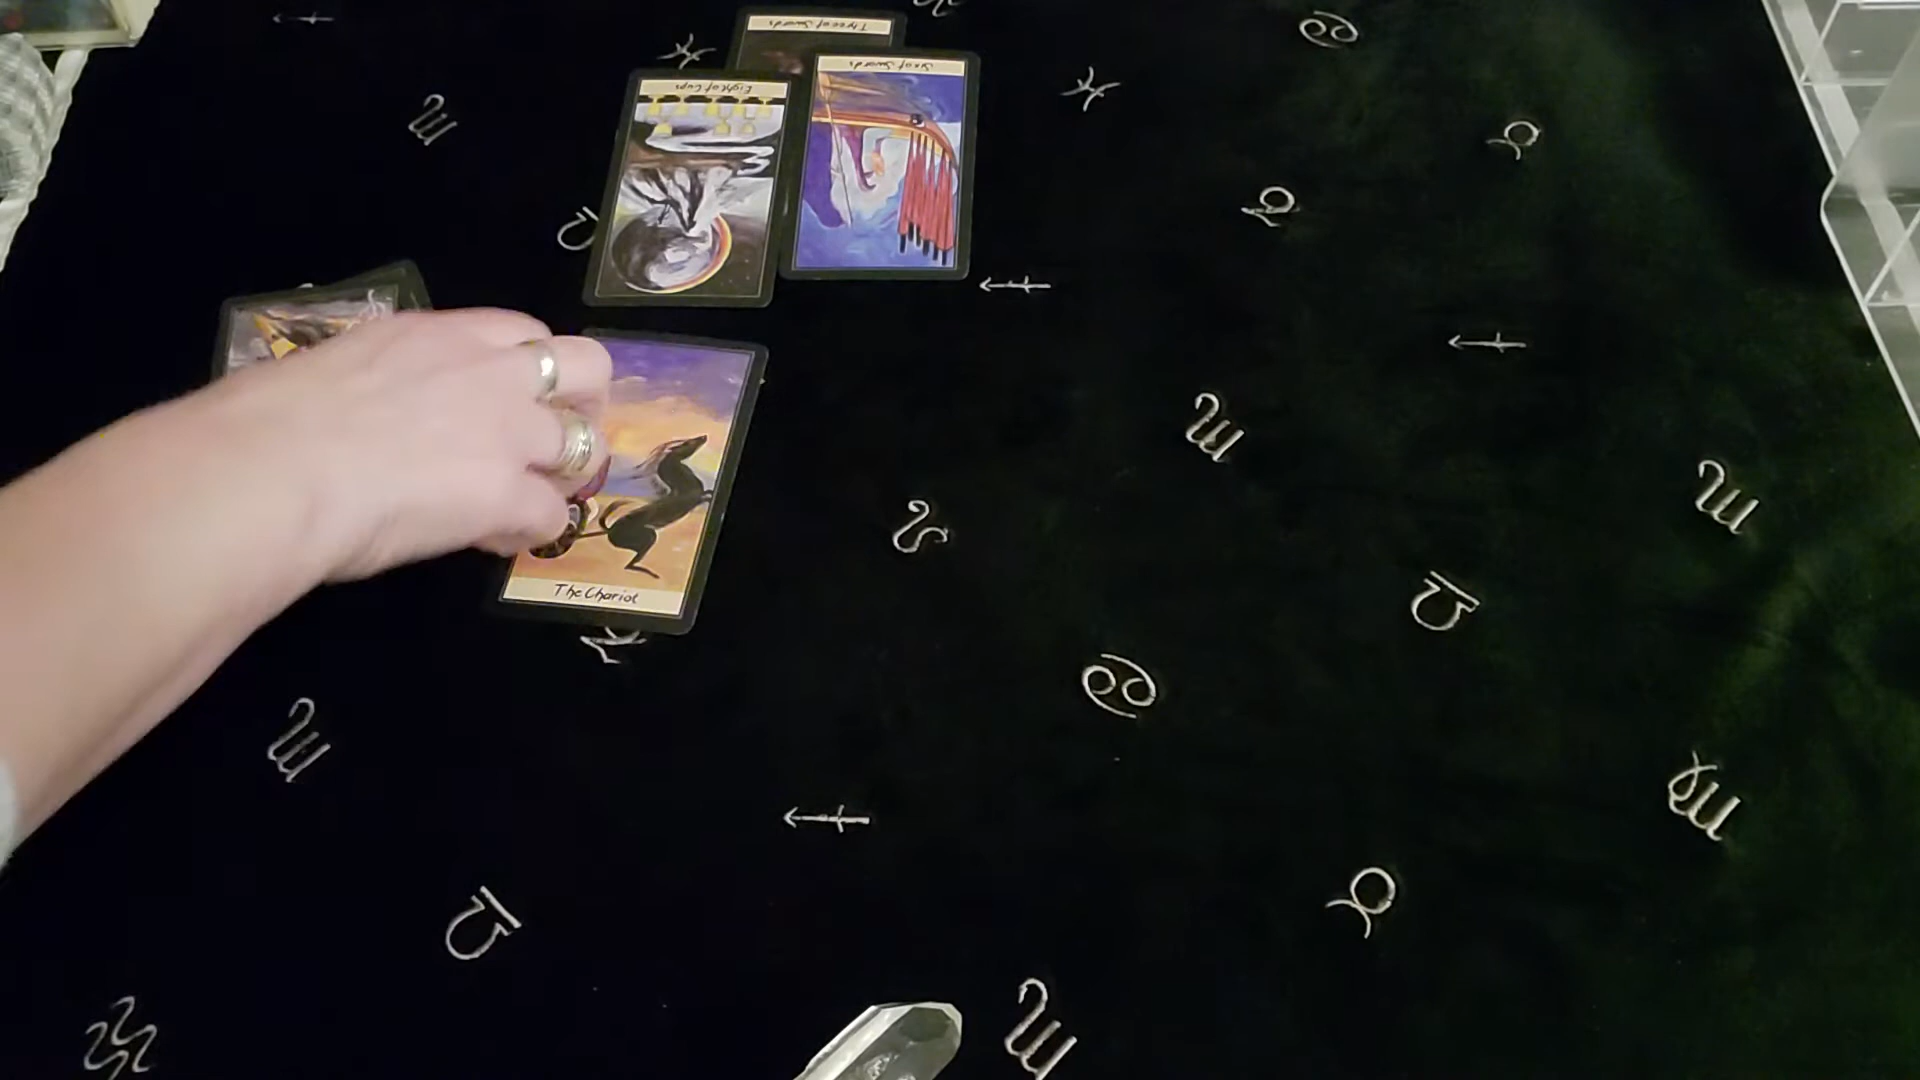 Three of Swords
Six of Swords
Eight of Cups
The Chariot